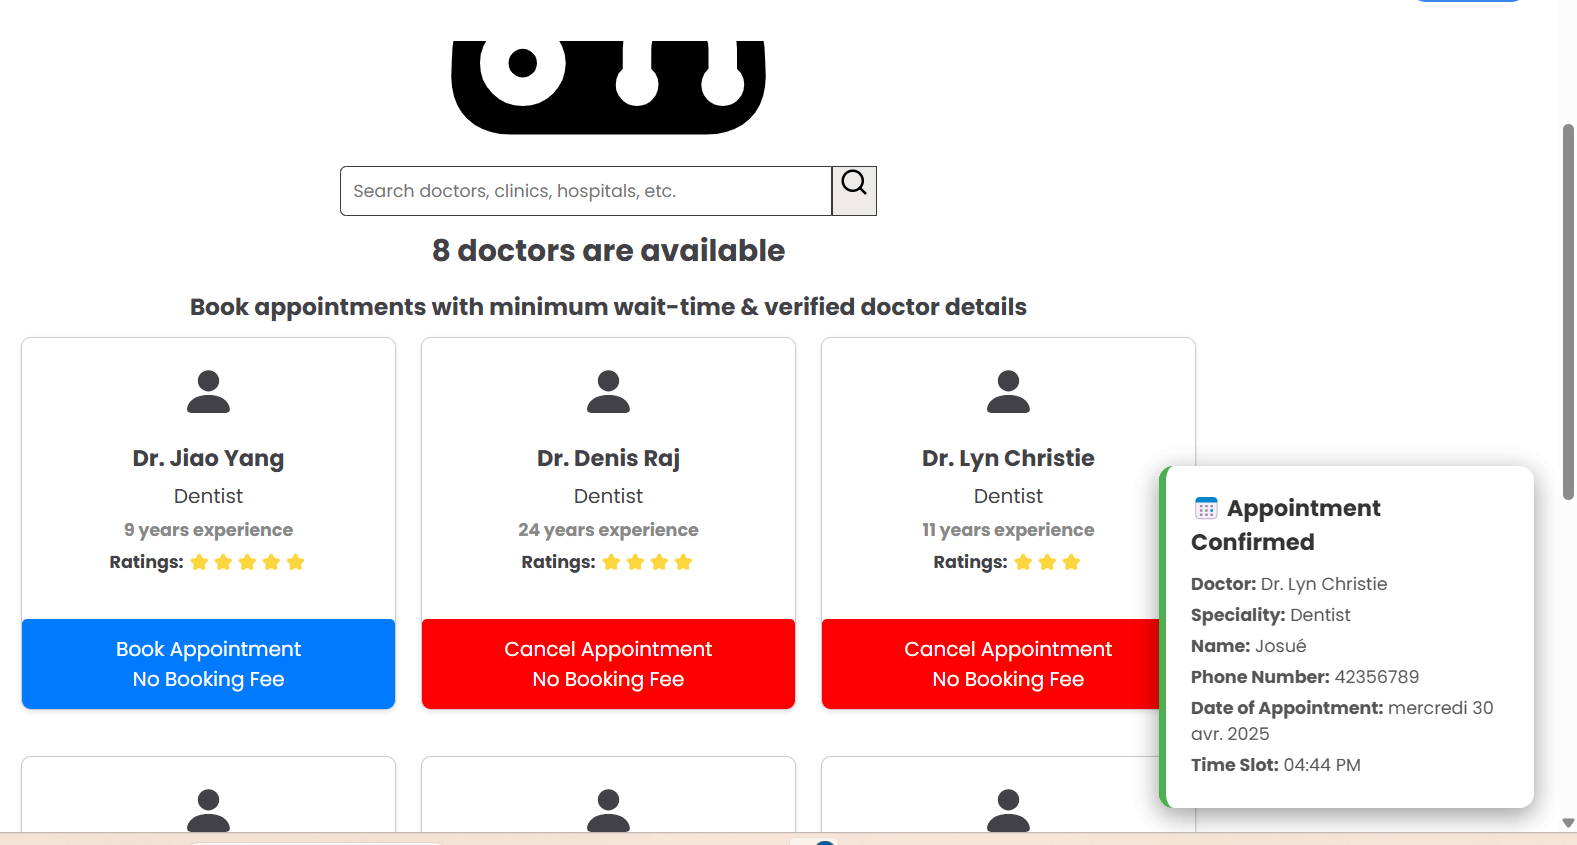 Search doctors, clinics, hospitals, etc.
8 doctors are available
Book appointments with minimum wait-time & verified doctor details
Dr. Jiao Yang
Dentist
9 years experience
Ratings:
Book Appointment
No Booking Fee
Dr. Denis Raj
Dentist
24 years experience
Ratings:
Cancel Appointment
No Booking Fee
Dr. Lyn Christie
Dentist
11 years experience
Ratings:
Cancel Appointment
No Booking Fee
Appointment
Confirmed
Doctor: Dr. Lyn Christie
Speciality: Dentist
Name: Josué
Phone Number: 42356789
Date of Appointment: mercredi 30
avr. 2025
Time Slot: 04:44 PM